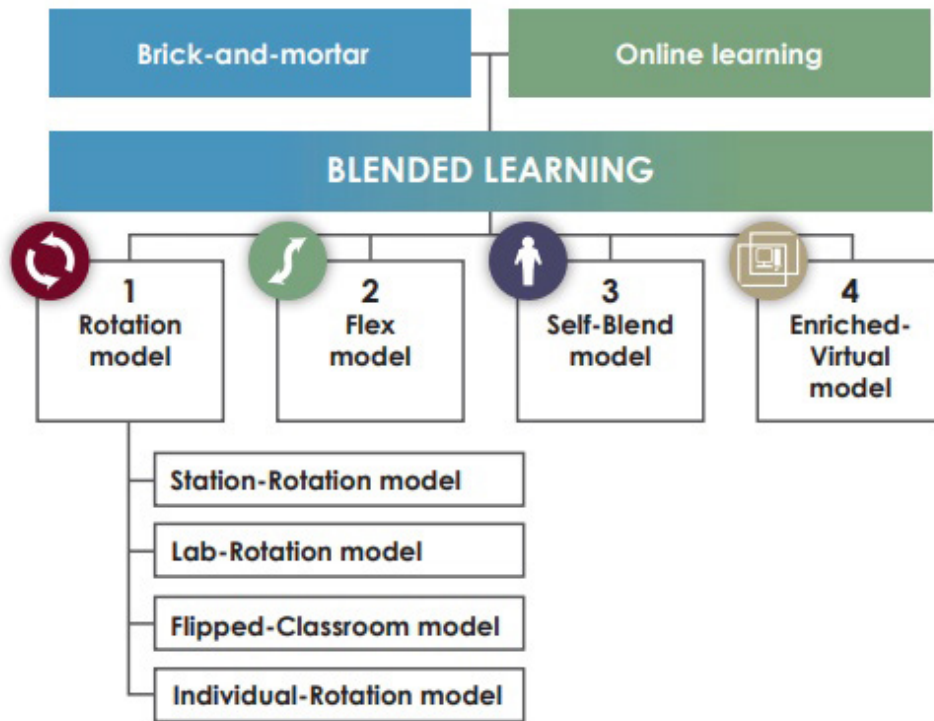 Brick-and-mortar
Online learning
BLENDED LEARNING
1
Rotation
model
2
Flex
model
3
Self-Blend
model
4
Enriched-
Virtual
model
Station-Rotation model
Lab-Rotation model
Flipped-Classroom model
Individual-Rotation model